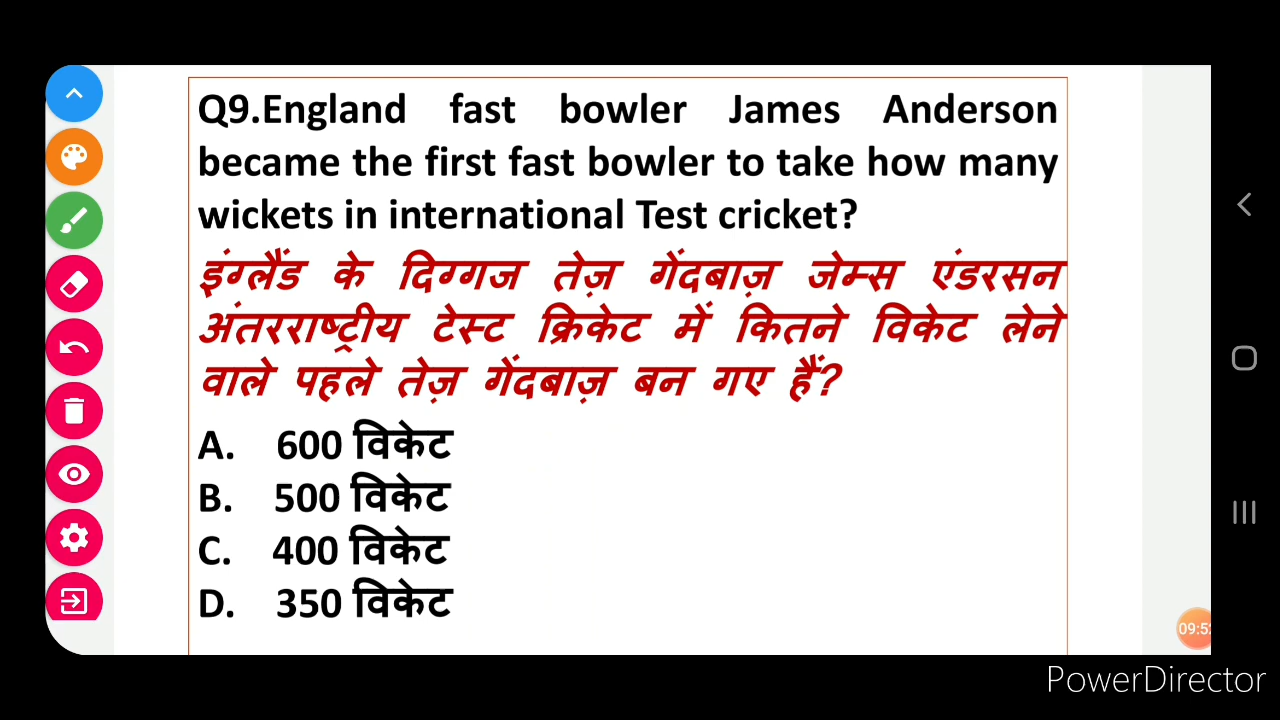 Q9.England fast bowler James Anderson
became the first fast bowler to take how many
wickets in international Test cricket?
इंग्लैंड के दिग्गज तेज़ गेंदबाज़ जेम्स एंडरसन
अंतरराष्ट्रीय टेस्ट क्रिकेट में कितने विकेट लेने
वाले पहले तेज़ गेंदबाज़ बन गए हैं?
A. 600 विकेट
B. 500 विकेट
C. 400 विकेट
D. 350 विकेट
PowerDirector